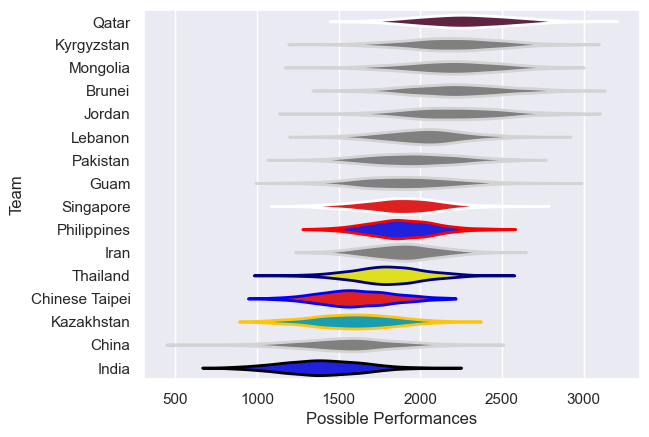 Team
Qatar
Kyrgyzstan
Mongolia
Brunei
Jordan
Lebanon
Pakistan
Guam
Singapore
Philippines
Iran
Thailand
Chinese Taipei
Kazakhstan
China
India
500 1000 1500 2000 2500 3000
Possible Performances